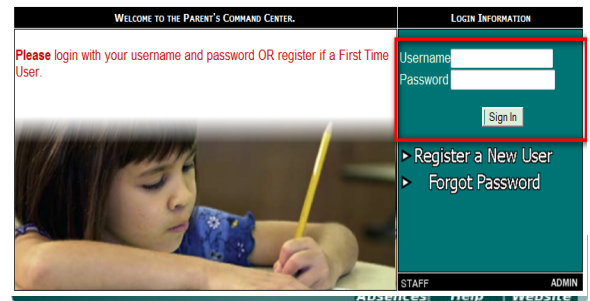 WELCOME TO THE PARENT'S COMMAND CENTER.
LOGIN INFORMATION
Please login with your username and password OR register if a First Time
User.
Username
Password
Sign In
Register a New User
Forgot Password
STAFF ADMIN
Absences Help Website